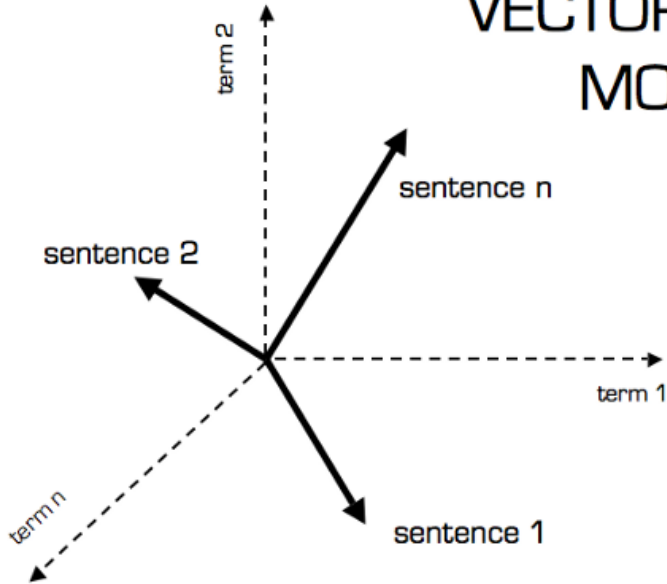 VECTOR
MO
term 2
sentence n
sentence 2
term 1
term n
sentence 1